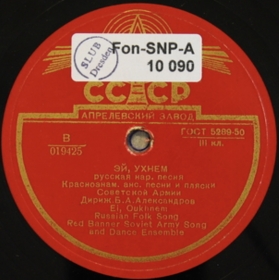 SLUB
Dresden
Fon-SNP-A
10 090
СССР
АПРЕЛЕВСКИЙ ЗАВОД
В
019425
ГОСТ 5289-50
III кл.
ЭЙ, УХНЕМ
русская нар. песня
Краснознам. анс. песни и пляски
Советской Армии
Дириж. Б. А. Александров
Ei, Oukhnem
Russian Folk Song
Red Banner Soviet Army Song
and Dance Ensemble